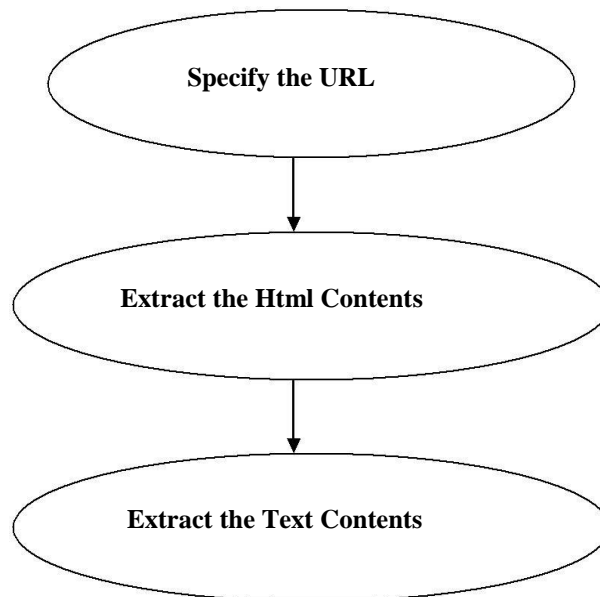 Specify the URL
Extract the Html Contents
Extract the Text Contents